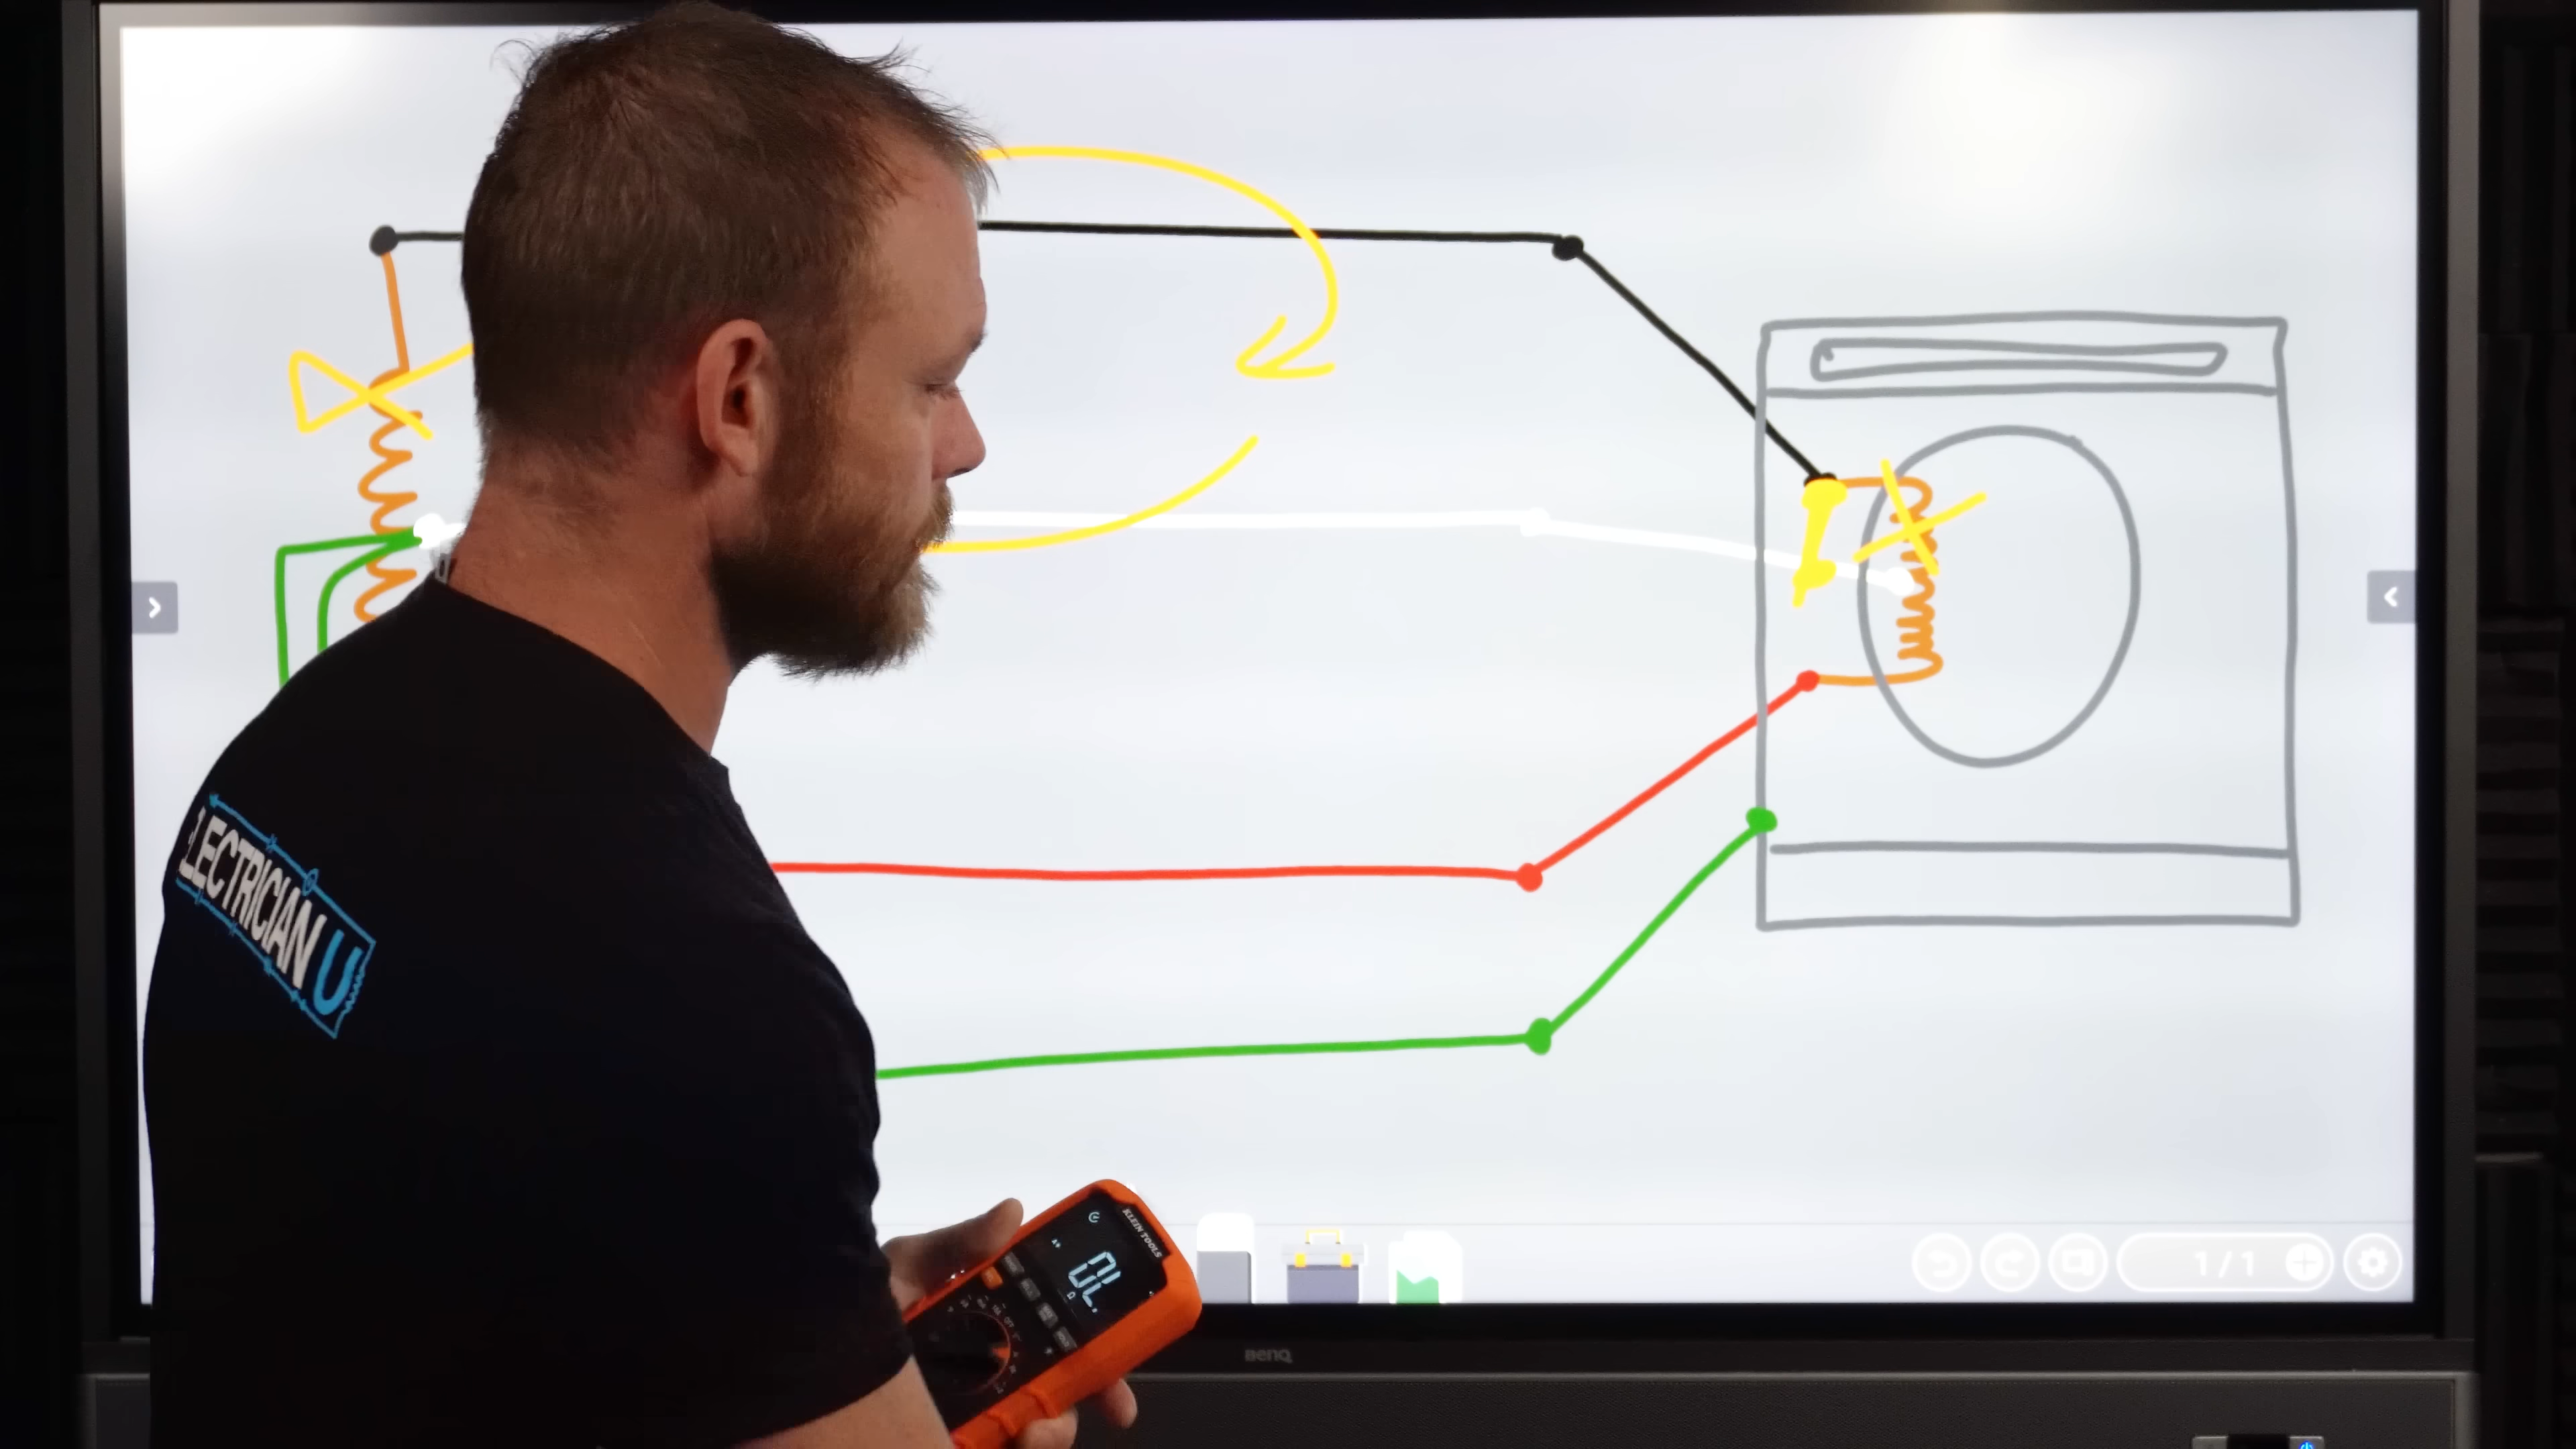 LECTRICIAN U
KLEIN TOOLS
OL
Ω
1/1
BenQ